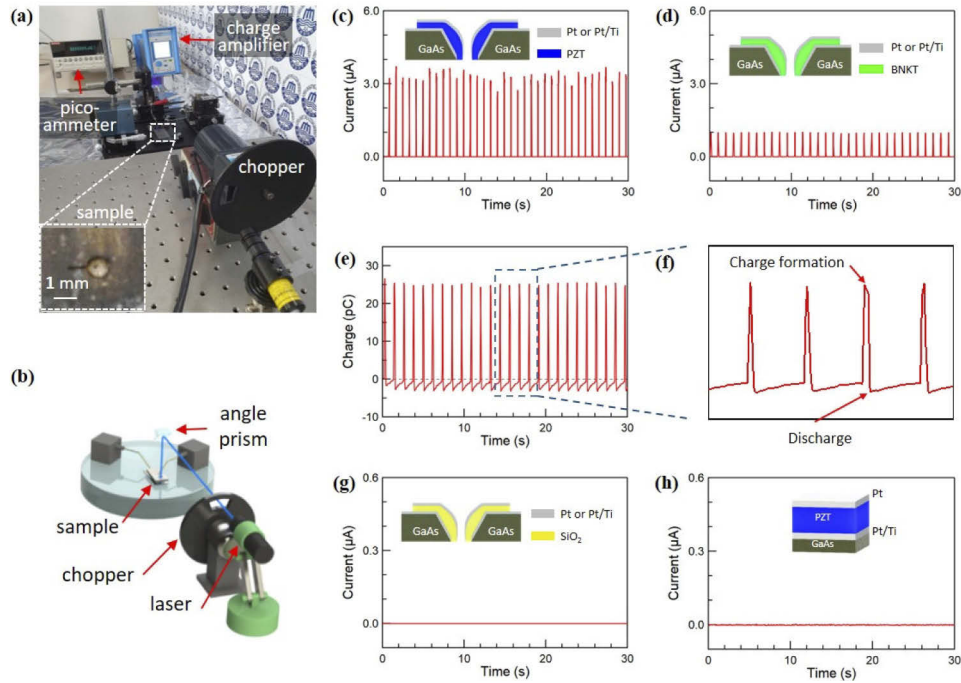 (a)
charge
amplifier
pico-
ammeter
chopper
sample
1 mm
(b)
angle
prism
sample
chopper
laser
(c)
6.0
3.0
0.0
Current (µA)
GaAs
GaAs
Pt or Pt/Ti
PZT
0 10 20 30
Time (s)
(d)
6.0
3.0
0.0
Current (µA)
GaAs
GaAs
Pt or Pt/Ti
BNKT
0 10 20 30
Time (s)
(e)
30
20
10
0
-10
Charge (pC)
0 10 20 30
Time (s)
(f)
Charge formation
Discharge
(g)
0.6
0.3
0.0
Current (µA)
GaAs
GaAs
Pt or Pt/Ti
SiO₂
0 10 20 30
Time (s)
(h)
0.6
0.3
0.0
Current (µA)
Pt
PZT
Pt/Ti
GaAs
0 10 20 30
Time (s)